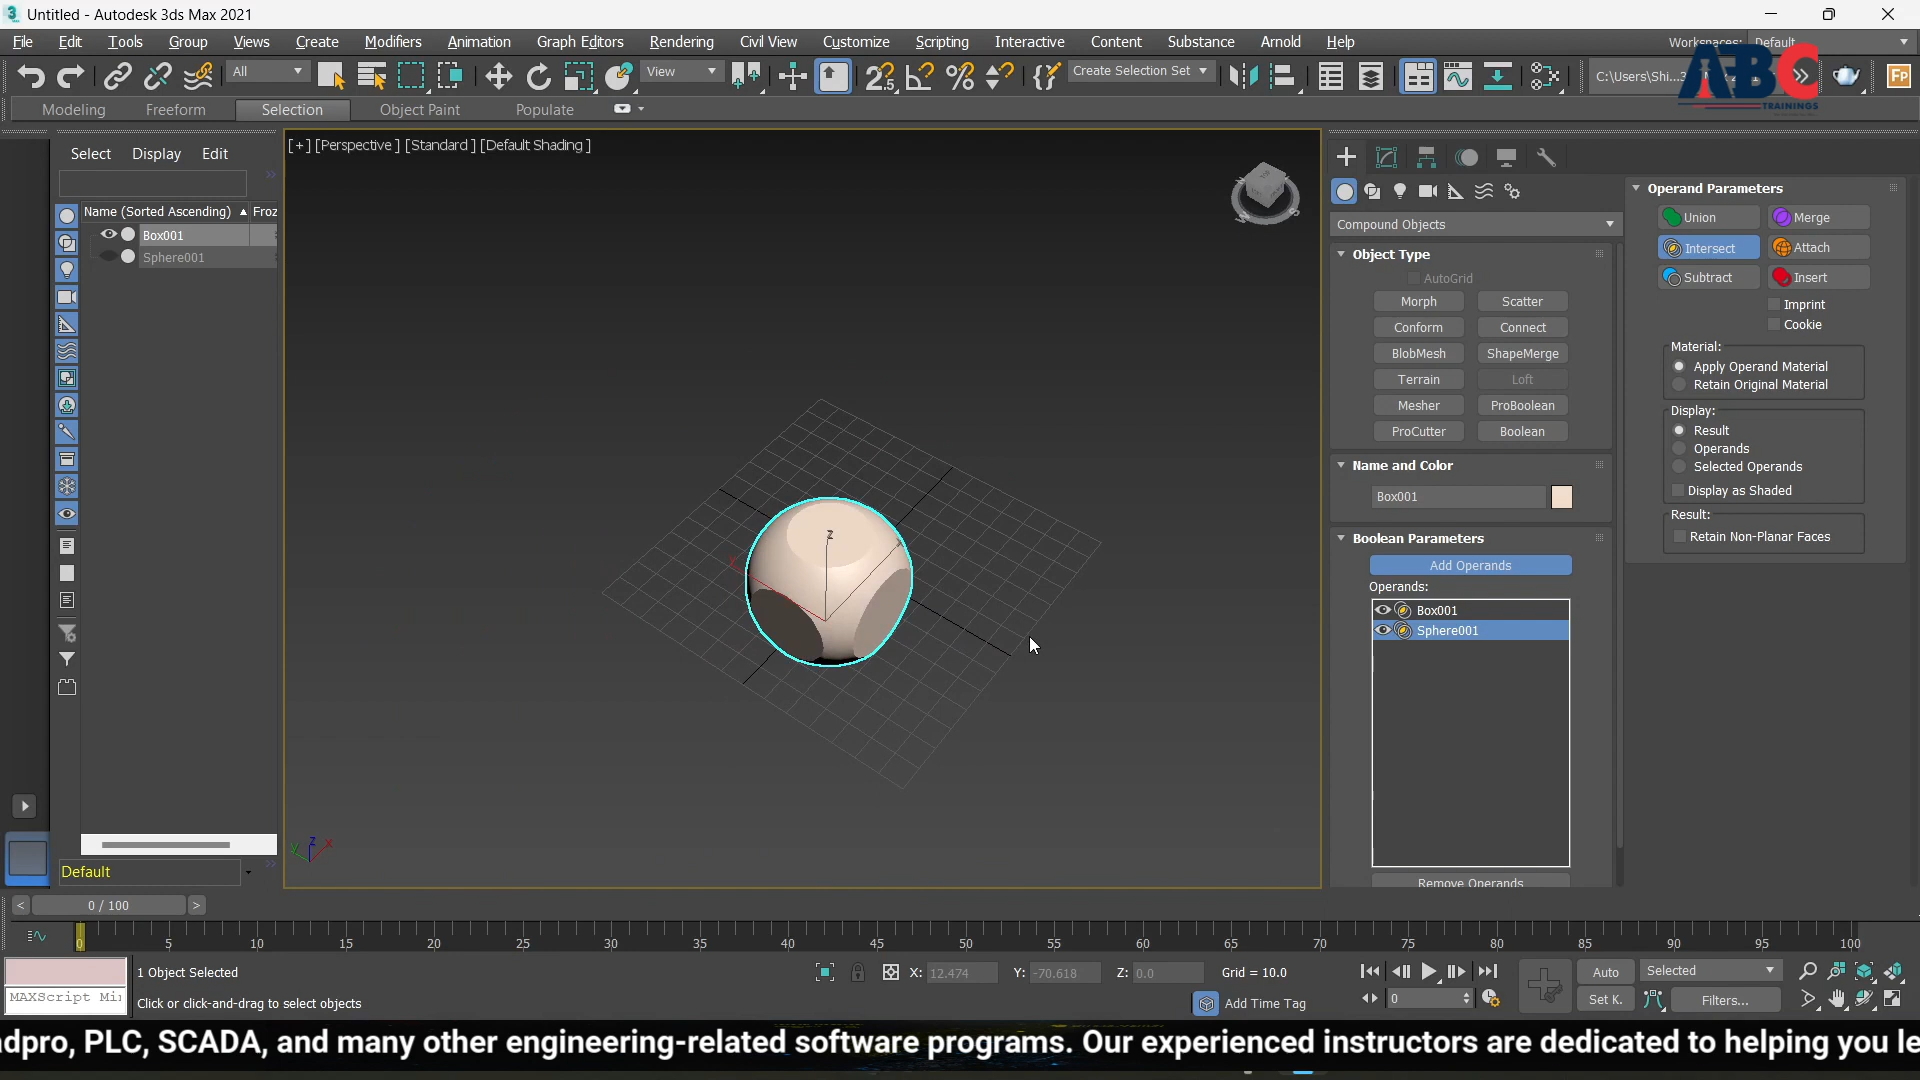 Untitled - Autodesk 3ds Max 2021
File Edit Tools Group Views Create Modifiers Animation Graph Editors Rendering Civil View Customize Scripting Interactive Content Substance Arnold Help Workspaces: Default
All View Create Selection Set C:\Users\Shi...3
ABC
TRAININGS
Modeling Freeform Selection Object Paint Populate
Select Display Edit
Name (Sorted Ascending) Froz
Box001
Sphere001
Default
[+] [Perspective ] [Standard ] [Default Shading ]
Z
Compound Objects
Object Type
AutoGrid
Morph Scatter
Conform Connect
BlobMesh ShapeMerge
Terrain Loft
Mesher ProBoolean
ProCutter Boolean
Name and Color
Box001
Boolean Parameters
Add Operands
Operands:
Box001
Sphere001
Remove Operands
Operand Parameters
Union Merge
Intersect Attach
Subtract Insert
Imprint
Cookie
Material:
Apply Operand Material
Retain Original Material
Display:
Result
Operands
Selected Operands
Display as Shaded
Result:
Retain Non-Planar Faces
< 0 / 100 >
0 5 10 15 20 25 30 35 40 45 50 55 60 65 70 75 80 85 90 95 100
MAXScript Mi
1 Object Selected
Click or click-and-drag to select objects
X: 12.474 Y: -70.618 Z: 0.0 Grid = 10.0
Add Time Tag
0
Auto Selected
Set K. Filters...
adpro, PLC, SCADA, and many other engineering-related software programs. Our experienced instructors are dedicated to helping you le